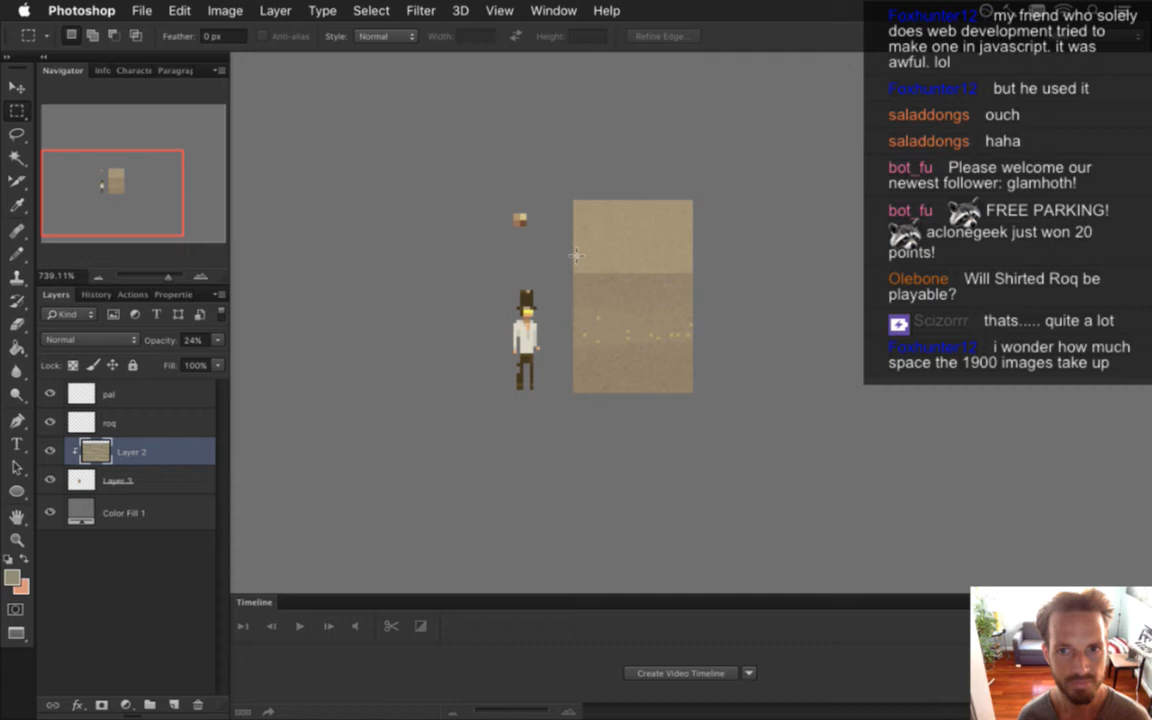 Photoshop File Edit Image Layer Type Select Filter 3D View Window Help
Feather: 0 px Anti-alias Style: Normal Width: Height: Refine Edge...
Navigator Info Characte Paragraj
739.11%
Layers History Actions Propertie
Kind
Normal Opacity: 24%
Lock: Fill: 100%
pal
roq
Layer 2
Layer 3
Color Fill 1
Timeline
Create Video Timeline
Foxhunter12 my friend who solely
does web development tried to
make one in javascript. it was
awful. lol
Foxhunter12 but he used it
saladdongs ouch
saladdongs haha
bot_fu Please welcome our
newest follower: glamhoth!
bot_fu FREE PARKING!
aclonegeek just won 20
points!
Olebone Will Shirted Roq be
playable?
Scizorrr thats..... quite a lot
Foxhunter12 i wonder how much
space the 1900 images take up